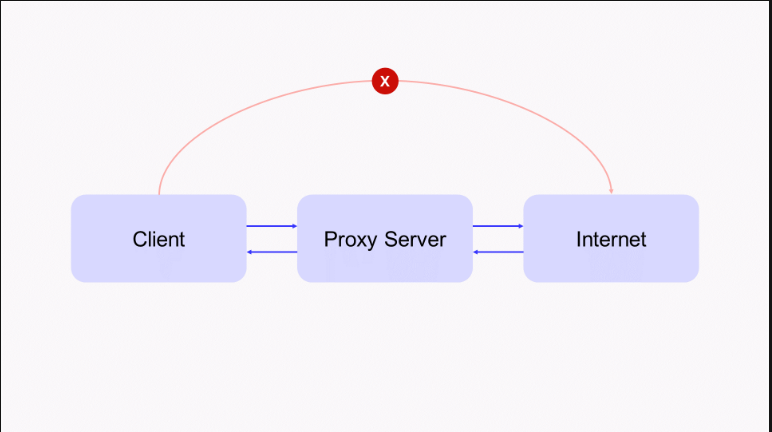 X
Client
Proxy Server
Internet